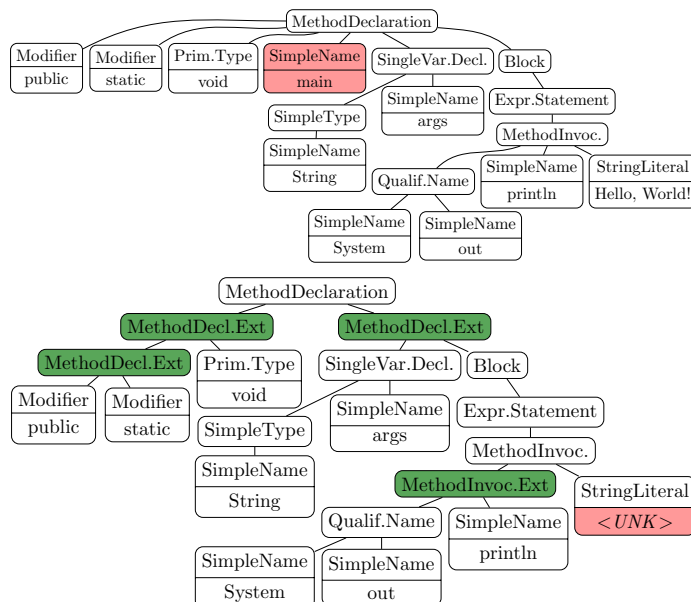 MethodDeclaration
Modifier Modifier Prim.Type SimpleName SingleVar.Decl. Block
public static void main
SimpleName Expr.Statement
args
SimpleType MethodInvoc.
SimpleName SimpleName StringLiteral
String Qualif.Name println Hello, World!
SimpleName SimpleName
System out
MethodDeclaration
MethodDecl.Ext MethodDecl.Ext
MethodDecl.Ext Prim.Type SingleVar.Decl. Block
void
Modifier Modifier SimpleName Expr.Statement
public static SimpleType args
MethodInvoc.
SimpleName MethodInvoc.Ext StringLiteral
String <UNK>
Qualif.Name SimpleName
println
SimpleName SimpleName
System out